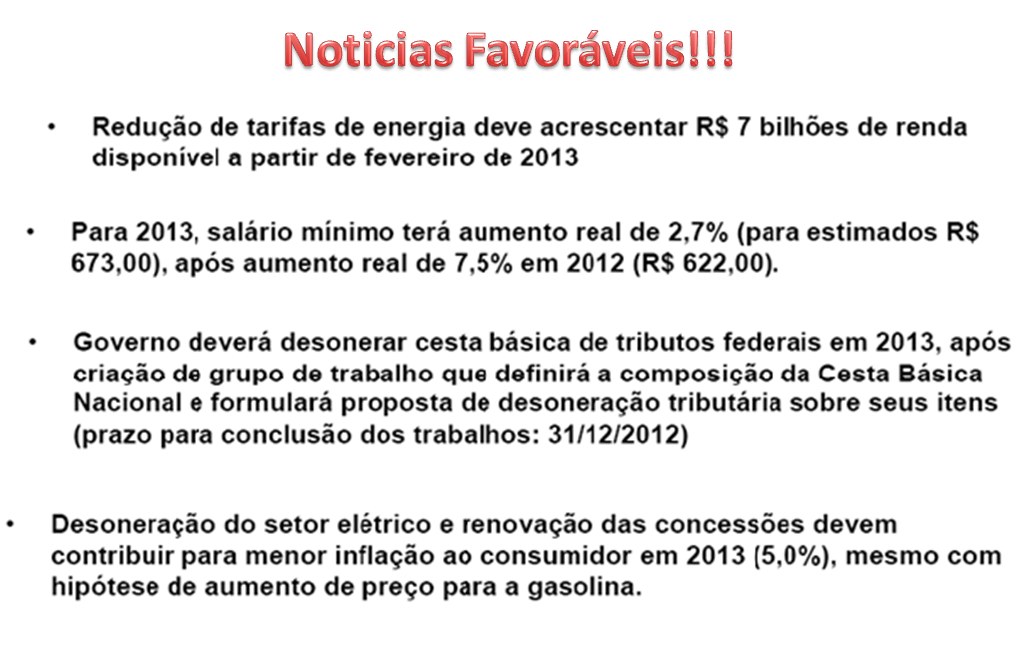 Noticias Favoráveis!!!
• Redução de tarifas de energia deve acrescentar R$ 7 bilhões de renda
disponível a partir de fevereiro de 2013
• Para 2013, salário mínimo terá aumento real de 2,7% (para estimados R$
673,00), após aumento real de 7,5% em 2012 (R$ 622,00).
• Governo deverá desonerar cesta básica de tributos federais em 2013, após
criação de grupo de trabalho que definirá a composição da Cesta Básica
Nacional e formulará proposta de desoneração tributária sobre seus itens
(prazo para conclusão dos trabalhos: 31/12/2012)
• Desoneração do setor elétrico e renovação das concessões devem
contribuir para menor inflação ao consumidor em 2013 (5,0%), mesmo com
hipótese de aumento de preço para a gasolina.